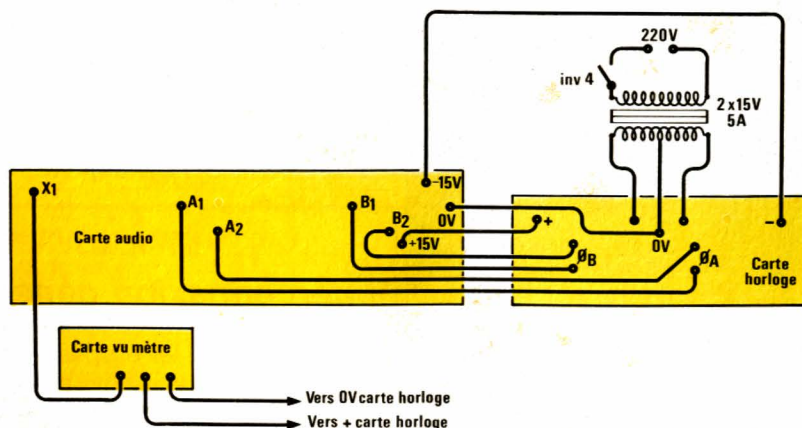 220V
inv 4
2 x 15V
5A
X1
A1
A2
B1
B2
-15V
0V
+15V
Carte audio
+
0V
-
ØB
ØA
Carte
horloge
Carte vu mètre
Vers 0V carte horloge
Vers + carte horloge